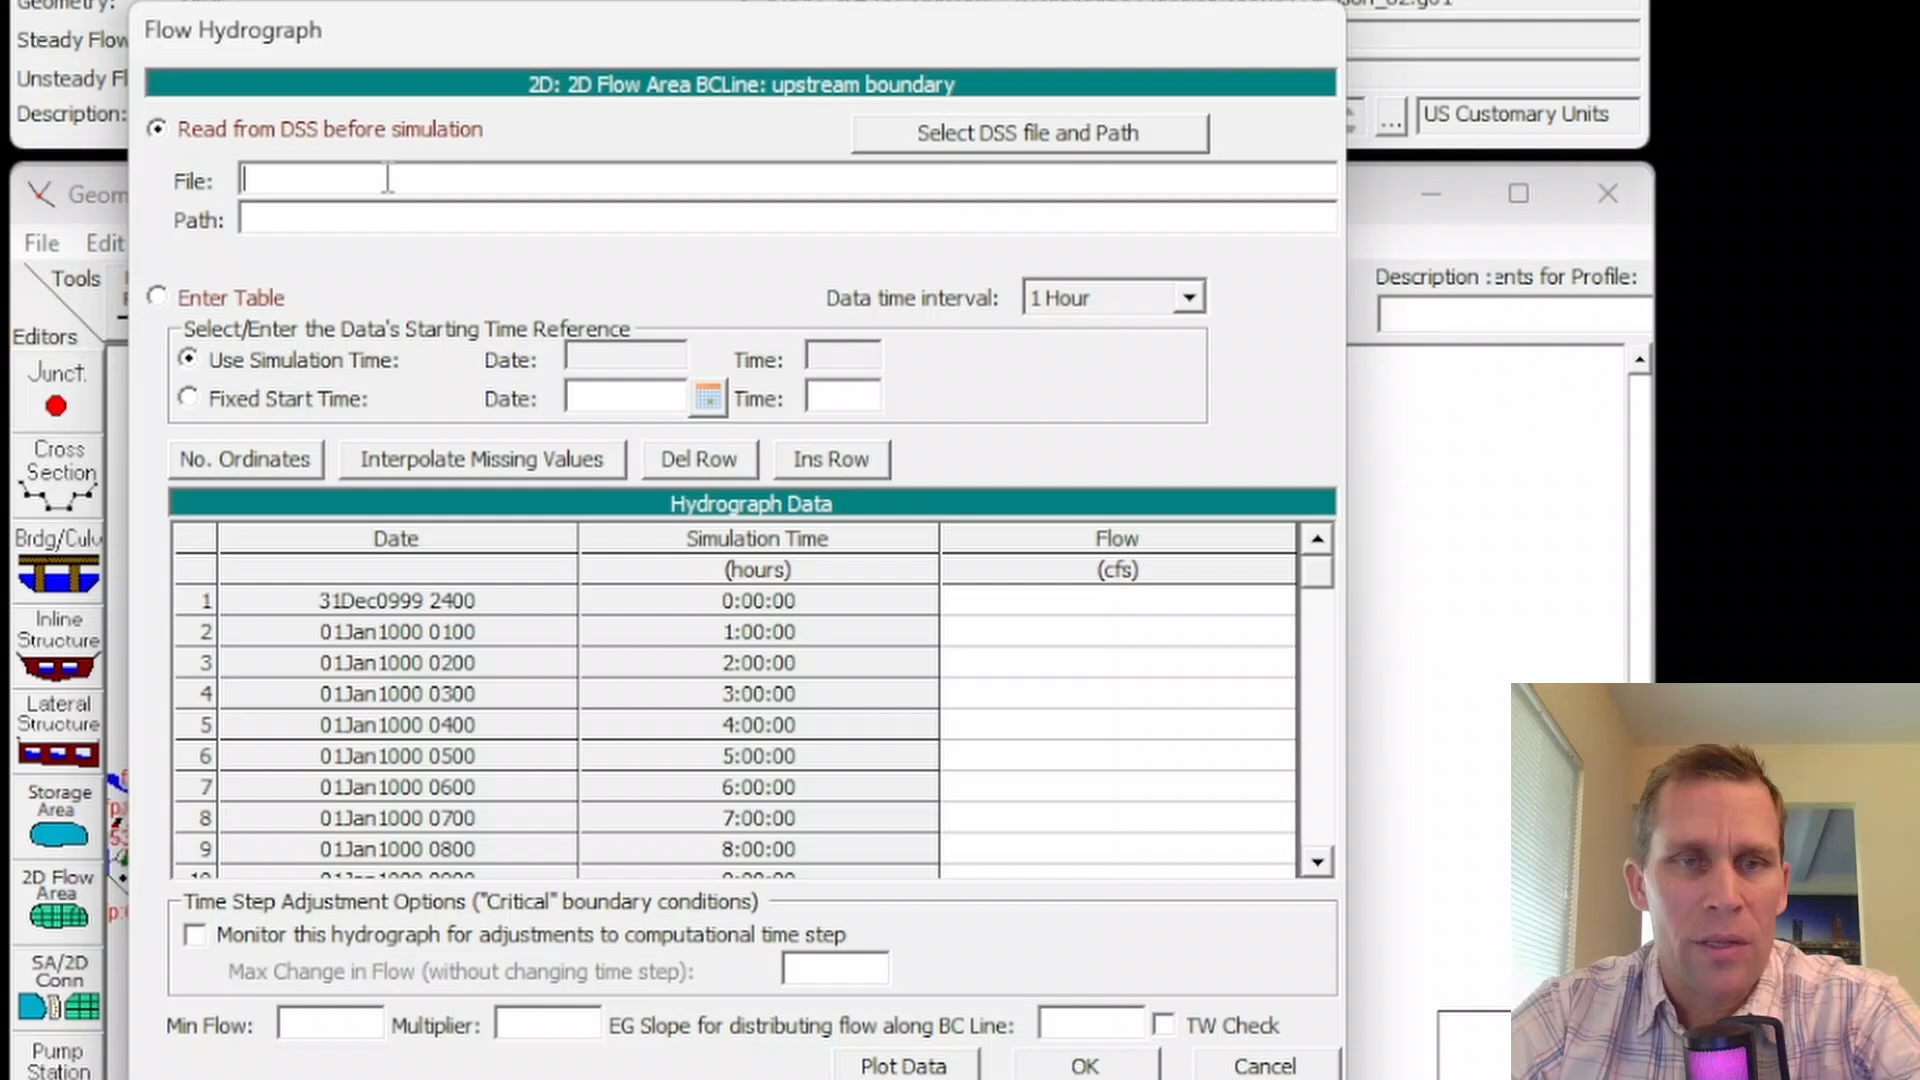 Geometry:
Steady Flow
Unsteady Fl
Description:
US Customary Units
...
Flow Hydrograph
2D: 2D Flow Area BCLine: upstream boundary
Read from DSS before simulation
Select DSS file and Path
File:
Path:
Enter Table
Data time interval:
1 Hour
Select/Enter the Data's Starting Time Reference
Use Simulation Time:
Date:
Time:
Fixed Start Time:
Date:
Time:
No. Ordinates
Interpolate Missing Values
Del Row
Ins Row
Hydrograph Data
Date Simulation Time Flow
(hours) (cfs)
1 31Dec0999 2400 0:00:00
2 01Jan1000 0100 1:00:00
3 01Jan1000 0200 2:00:00
4 01Jan1000 0300 3:00:00
5 01Jan1000 0400 4:00:00
6 01Jan1000 0500 5:00:00
7 01Jan1000 0600 6:00:00
8 01Jan1000 0700 7:00:00
9 01Jan1000 0800 8:00:00
Time Step Adjustment Options ("Critical" boundary conditions)
Monitor this hydrograph for adjustments to computational time step
Max Change in Flow (without changing time step):
Min Flow:
Multiplier:
EG Slope for distributing flow along BC Line:
TW Check
Plot Data
OK
Cancel
Geom
File Edit
Tools
Editors
Junct.
Cross
Section
Brdg/Culv
Inline
Structure
Lateral
Structure
Storage
Area
2D Flow
Area
SA/2D
Conn
Pump
Station
Description :
ents for Profile: